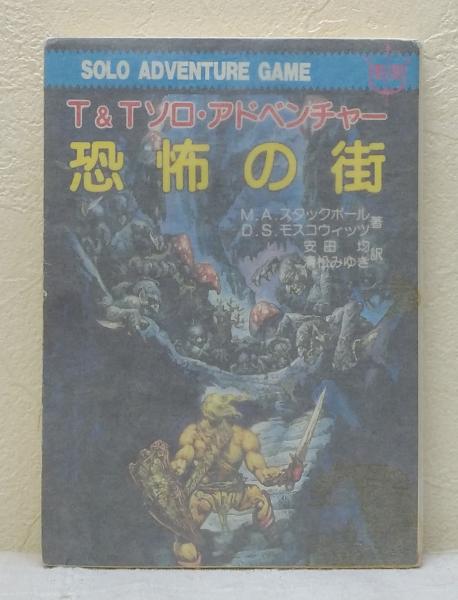 SOLO ADVENTURE GAME
T&Tソロ・アドベンチャー
恐怖の街
M.A.スタックポール
D.S.モスコウィッツ 著
安田 均
清松みゆき 訳